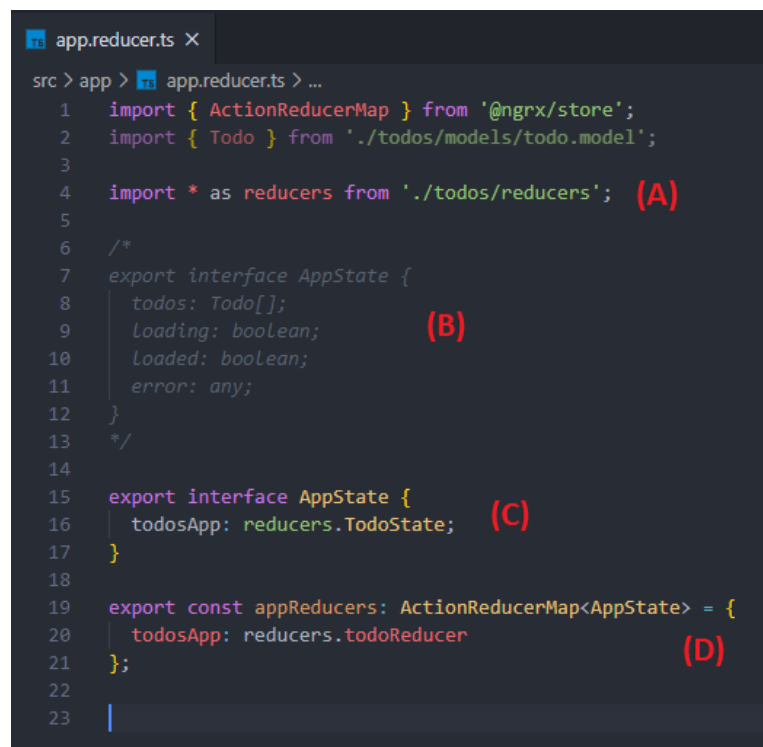 TS app.reducer.ts ×
src > app > TS app.reducer.ts > ...
1 import { ActionReducerMap } from '@ngrx/store';
2 import { Todo } from './todos/models/todo.model';
3
4 import * as reducers from './todos/reducers'; (A)
5
6 /*
7 export interface AppState {
8 todos: Todo[];
9 loading: boolean; (B)
10 loaded: boolean;
11 error: any;
12 }
13 */
14
15 export interface AppState {
16 todosApp: reducers.TodoState; (C)
17 }
18
19 export const appReducers: ActionReducerMap<AppState> = {
20 todosApp: reducers.todoReducer (D)
21 };
22
23